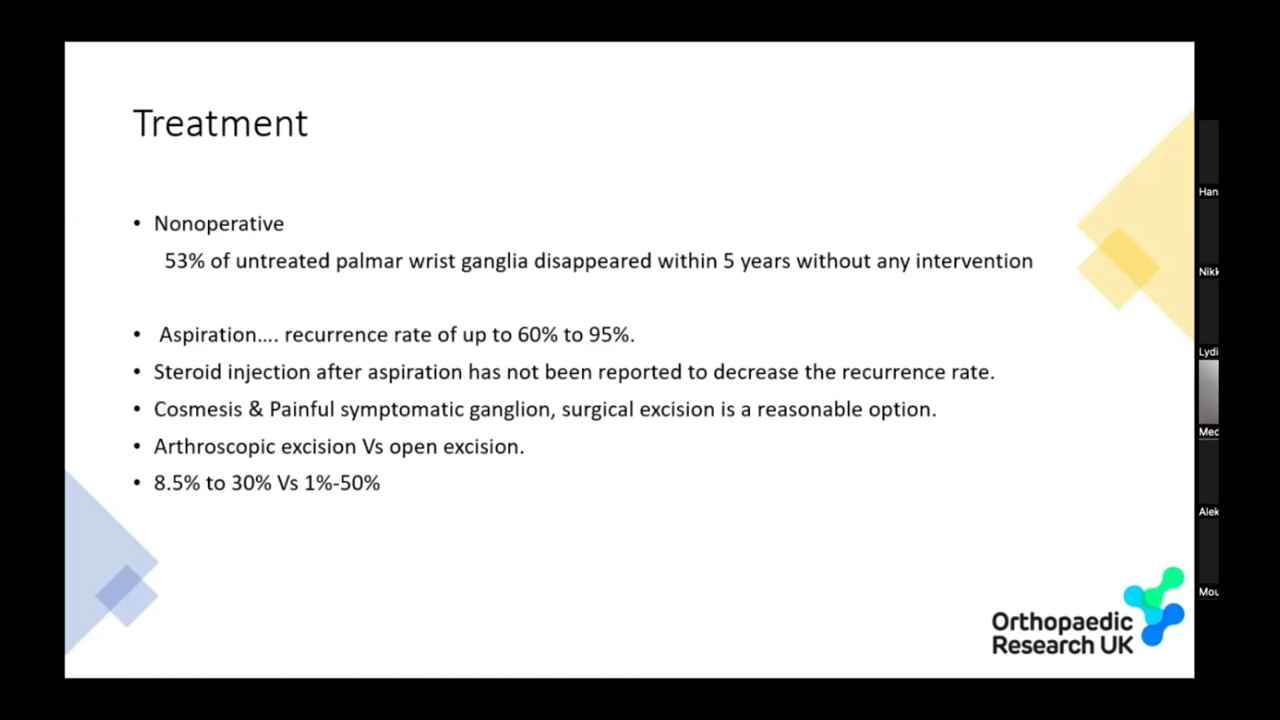 Treatment
• Nonoperative
53% of untreated palmar wrist ganglia disappeared within 5 years without any intervention
• Aspiration.... recurrence rate of up to 60% to 95%.
• Steroid injection after aspiration has not been reported to decrease the recurrence rate.
• Cosmesis & Painful symptomatic ganglion, surgical excision is a reasonable option.
• Arthroscopic excision Vs open excision.
• 8.5% to 30% Vs 1%-50%
Orthopaedic
Research UK
Han
Nikk
Lydi
Med
Alek
Mou